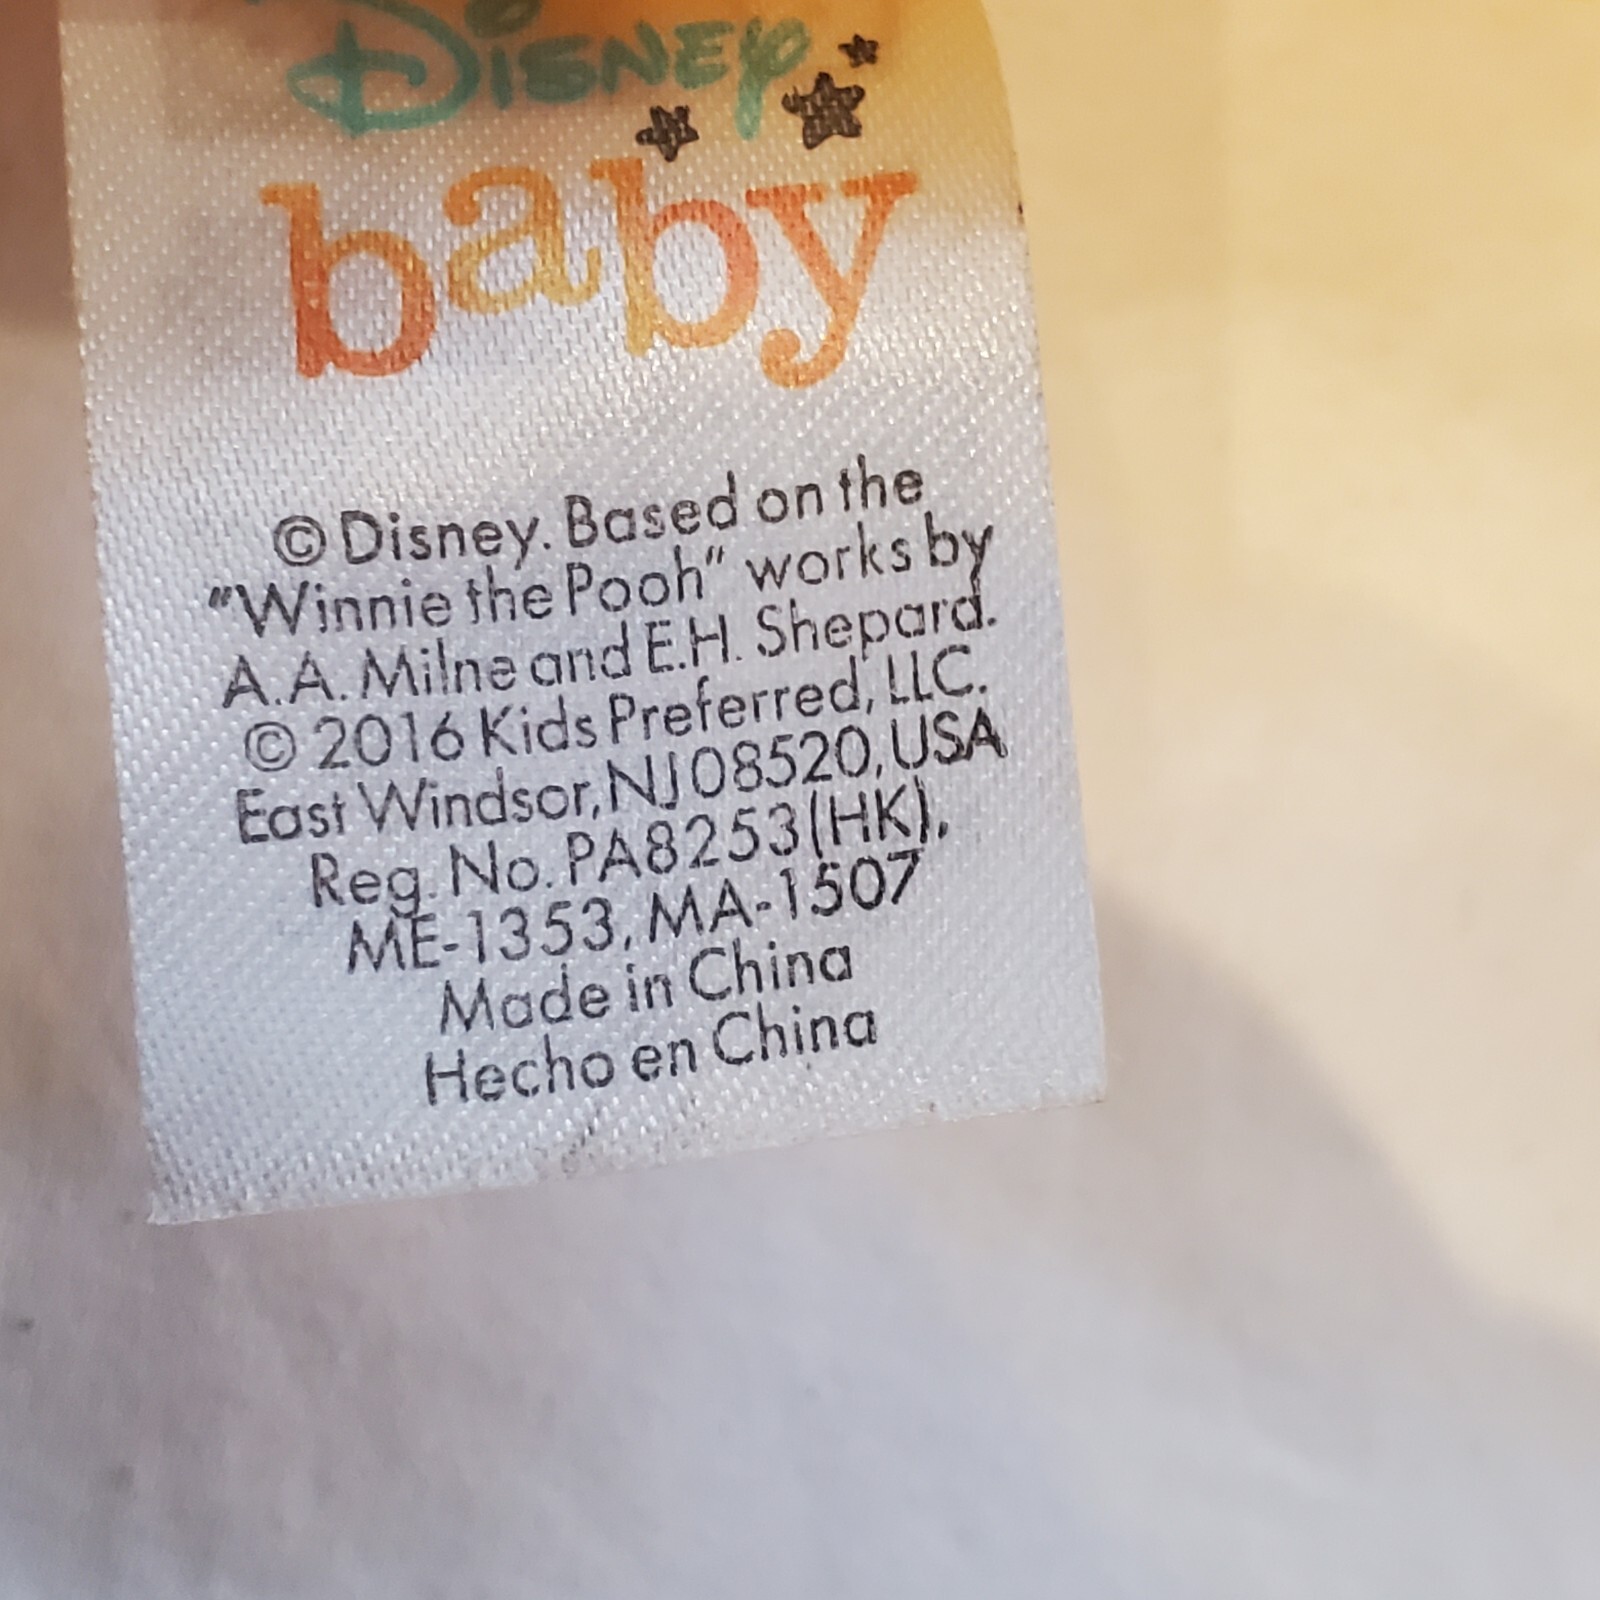 Disney
baby
© Disney. Based on the
"Winnie the Pooh" works by
A.A. Milne and E.H. Shepard.
© 2016 Kids Preferred, LLC.
East Windsor, NJ 08520, USA
Reg. No. PA8253(HK),
ME-1353, MA-1507
Made in China
Hecho en China